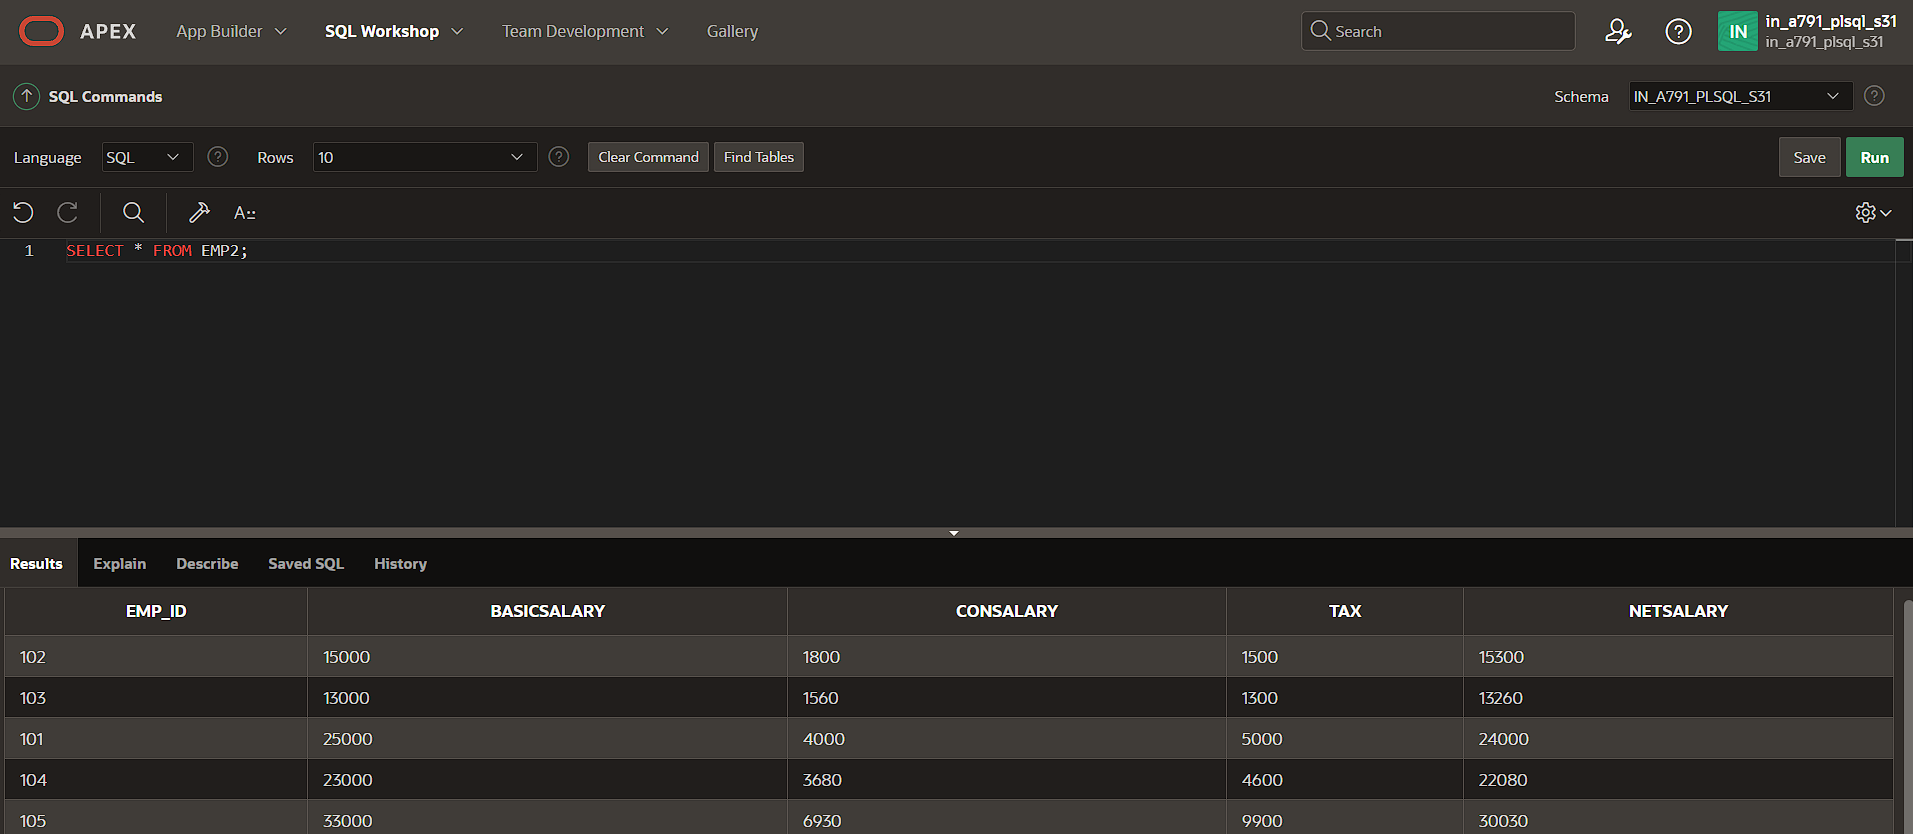 APEX App Builder SQL Workshop Team Development Gallery Search ? IN in_a791_plsql_s31
in_a791_plsql_s31
SQL Commands Schema IN_A791_PLSQL_S31 ?
Language SQL ? Rows 10 ? Clear Command Find Tables Save Run
A::
1 SELECT * FROM EMP2;
Results Explain Describe Saved SQL History
EMP_ID BASICSALARY CONSALARY TAX NETSALARY
102 15000 1800 1500 15300
103 13000 1560 1300 13260
101 25000 4000 5000 24000
104 23000 3680 4600 22080
105 33000 6930 9900 30030